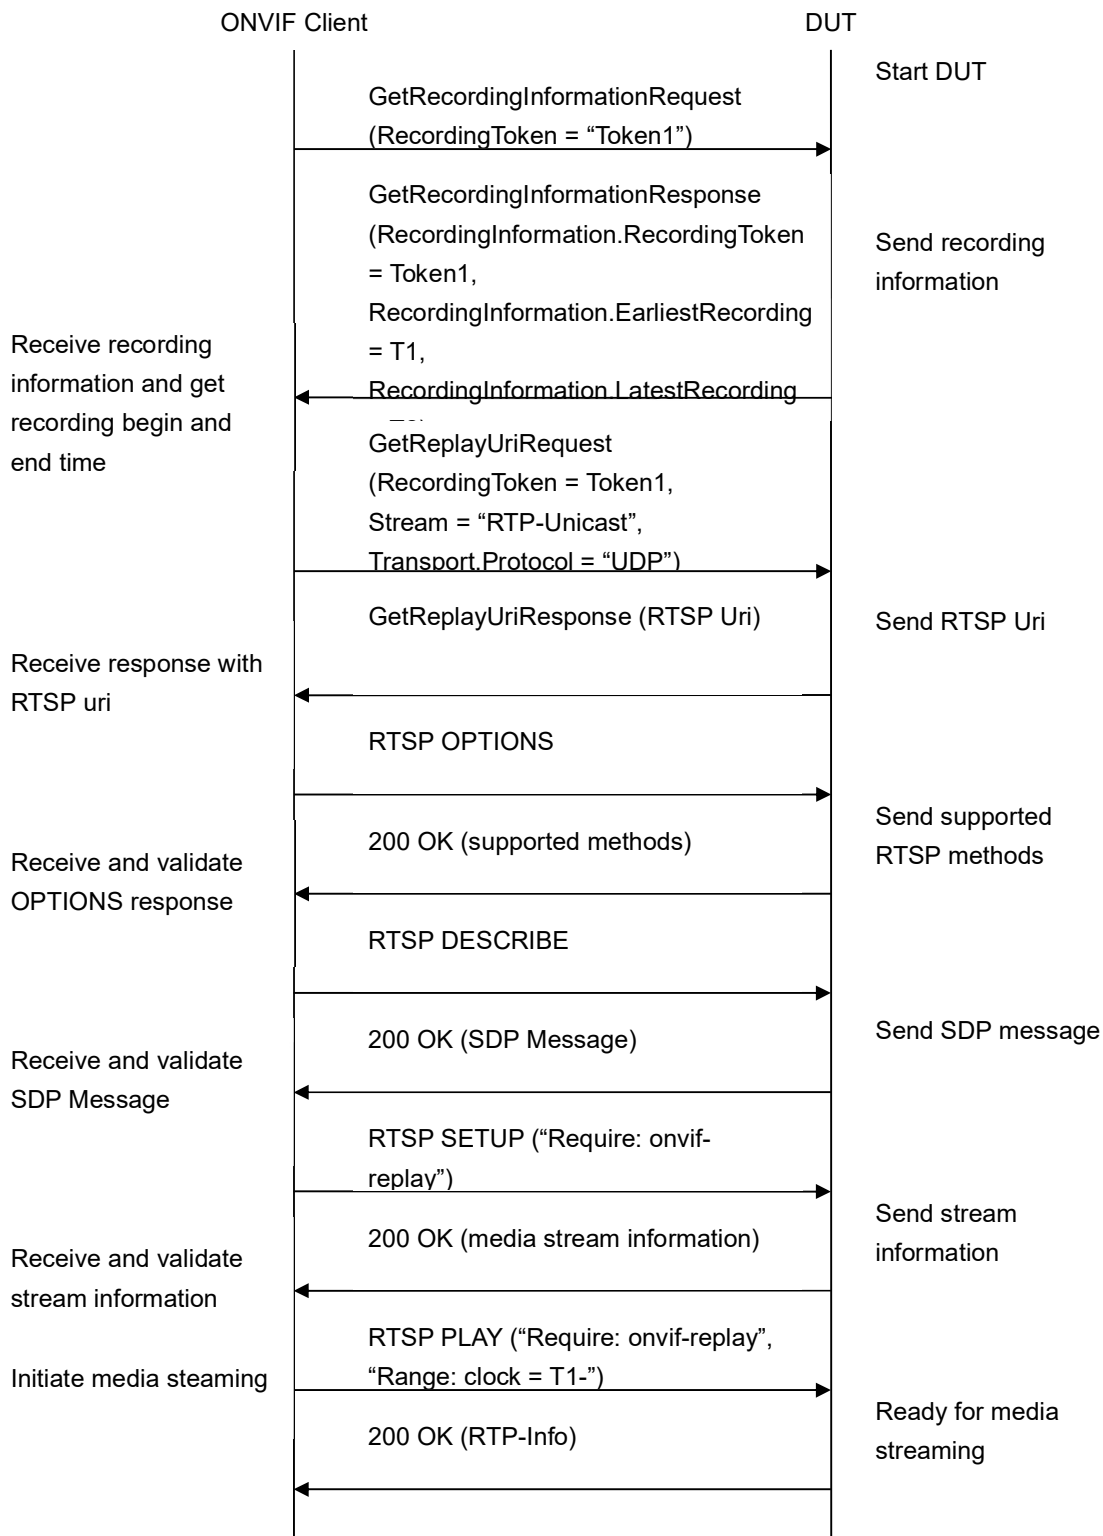 ONVIF Client
DUT
Start DUT
GetRecordingInformationRequest
(RecordingToken = “Token1”)
GetRecordingInformationResponse
(RecordingInformation.RecordingToken
= Token1,
RecordingInformation.EarliestRecording
= T1,
RecordingInformation.LatestRecording
Send recording
information
Receive recording
information and get
recording begin and
end time
GetReplayUriRequest
(RecordingToken = Token1,
Stream = “RTP-Unicast”,
Transport.Protocol = “UDP”)
GetReplayUriResponse (RTSP Uri)
Send RTSP Uri
Receive response with
RTSP uri
RTSP OPTIONS
200 OK (supported methods)
Send supported
RTSP methods
Receive and validate
OPTIONS response
RTSP DESCRIBE
200 OK (SDP Message)
Send SDP message
Receive and validate
SDP Message
RTSP SETUP (“Require: onvif-
replay”)
200 OK (media stream information)
Send stream
information
Receive and validate
stream information
RTSP PLAY (“Require: onvif-replay”,
“Range: clock = T1-”)
Initiate media steaming
200 OK (RTP-Info)
Ready for media
streaming